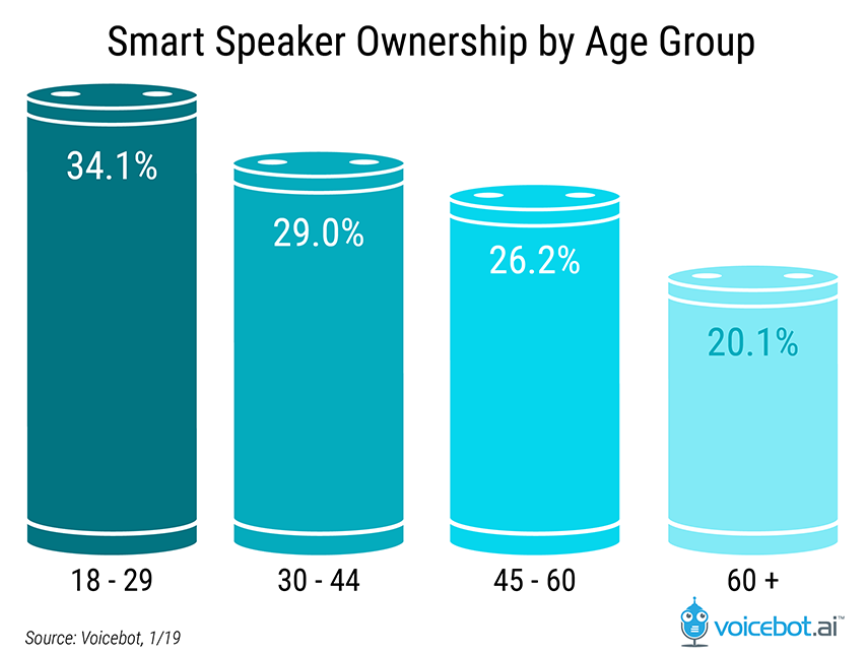 Smart Speaker Ownership by Age Group
34.1%
29.0%
26.2%
20.1%
18 - 29
30 - 44
45 - 60
60 +
Source: Voicebot, 1/19
voicebot.ai™